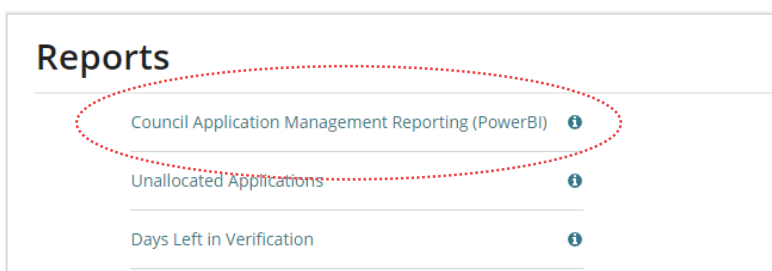 Reports
Council Application Management Reporting (PowerBI)
Unallocated Applications
Days Left in Verification